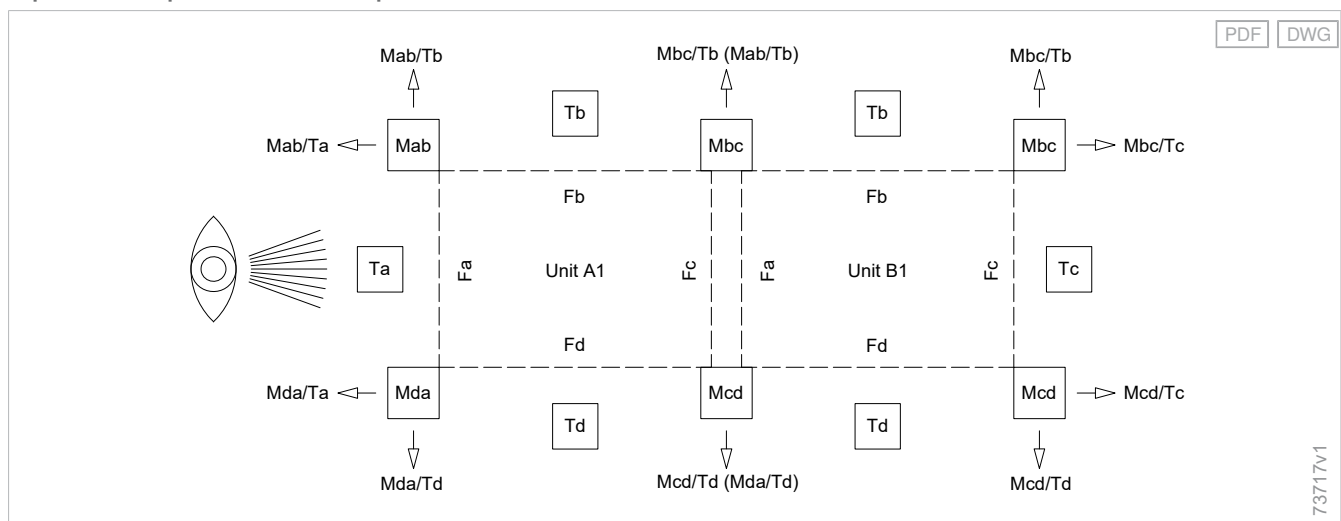 PDF DWG
Mab/Tb Mbc/Tb (Mab/Tb) Mbc/Tb
Tb Tb
Mab/Ta Mab Mbc Mbc Mbc/Tc
Fb Fb
Ta Fa Unit A1 Fc Fa Unit B1 Fc Tc
Fd Fd
Mda/Ta Mda Mcd Mcd Mcd/Tc
Td Td
Mda/Td Mcd/Td (Mda/Td) Mcd/Td
73717v1